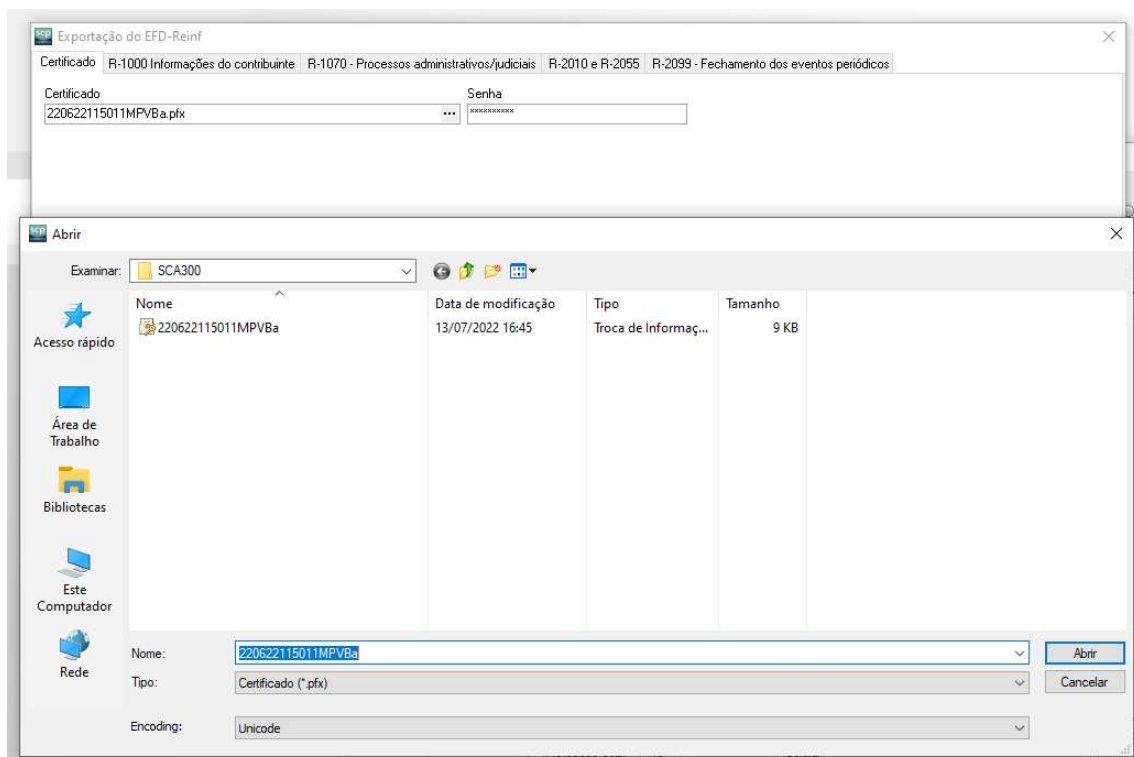 scp Exportação do EFD-Reinf
Certificado R-1000 Informações do contribuinte R-1070 - Processos administrativos/judiciais R-2010 e R-2055 R-2099 - Fechamento dos eventos periódicos
Certificado Senha
220622115011MPVBa.pfx ... **********
scp Abrir
Examinar: SCA300
Nome Data de modificação Tipo Tamanho
220622115011MPVBa 13/07/2022 16:45 Troca de Informaç... 9 KB
Acesso rápido
Área de
Trabalho
Bibliotecas
Este
Computador
Rede
Nome: 220622115011MPVBa Abrir
Tipo: Certificado (*.pfx) Cancelar
Encoding: Unicode